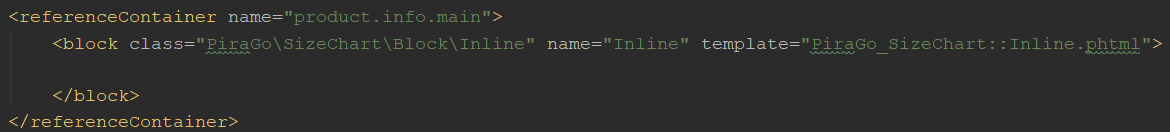 <referenceContainer name="product.info.main">
<block class="PiraGo\SizeChart\Block\Inline" name="Inline" template="PiraGo_SizeChart::Inline.phtml">
</block>
</referenceContainer>